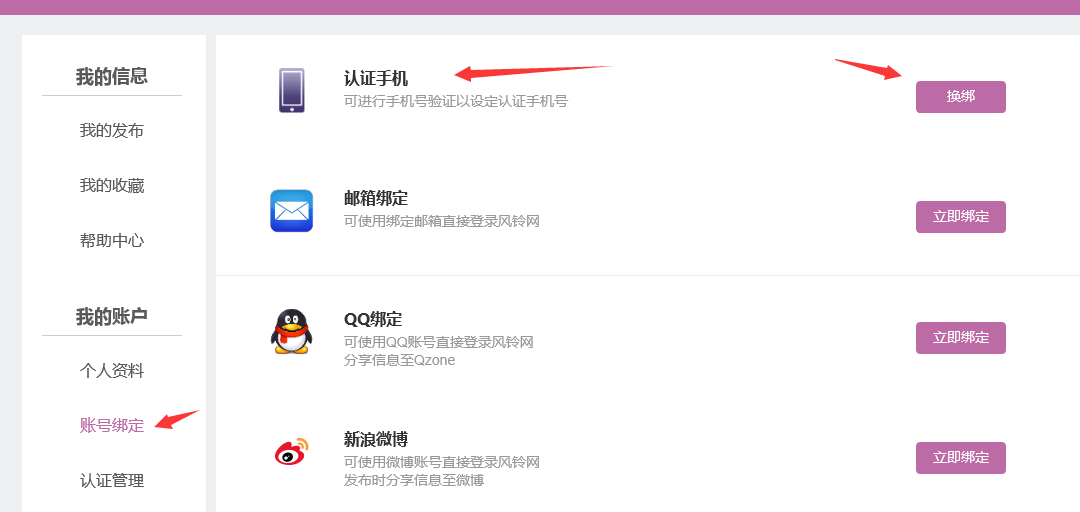 我的信息
我的发布
我的收藏
帮助中心
我的账户
个人资料
账号绑定
认证管理
认证手机
可进行手机号验证以设定认证手机号
换绑
邮箱绑定
可使用绑定邮箱直接登录风铃网
立即绑定
QQ绑定
可使用QQ账号直接登录风铃网
分享信息至Qzone
立即绑定
新浪微博
可使用微博账号直接登录风铃网
发布时分享信息至微博
立即绑定